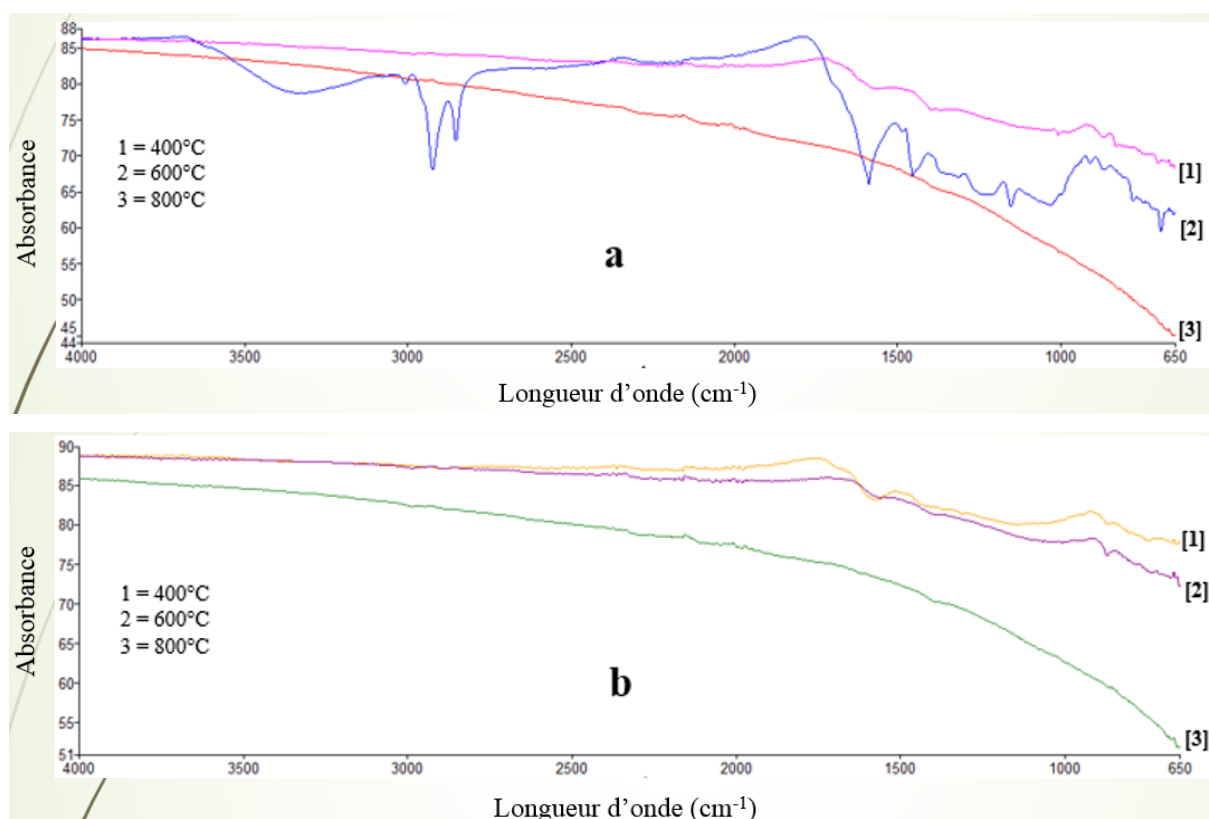 88
85
80
75
70
65
60
55
50
45
44
Absorbance
1 = 400°C
2 = 600°C
3 = 800°C
a
[1]
[2]
[3]
4000 3500 3000 2500 2000 1500 1000 650
Longueur d’onde (cm⁻¹)
90
85
80
75
70
65
60
55
51
Absorbance
1 = 400°C
2 = 600°C
3 = 800°C
b
[1]
[2]
[3]
4000 3500 3000 2500 2000 1500 1000 650
Longueur d’onde (cm⁻¹)